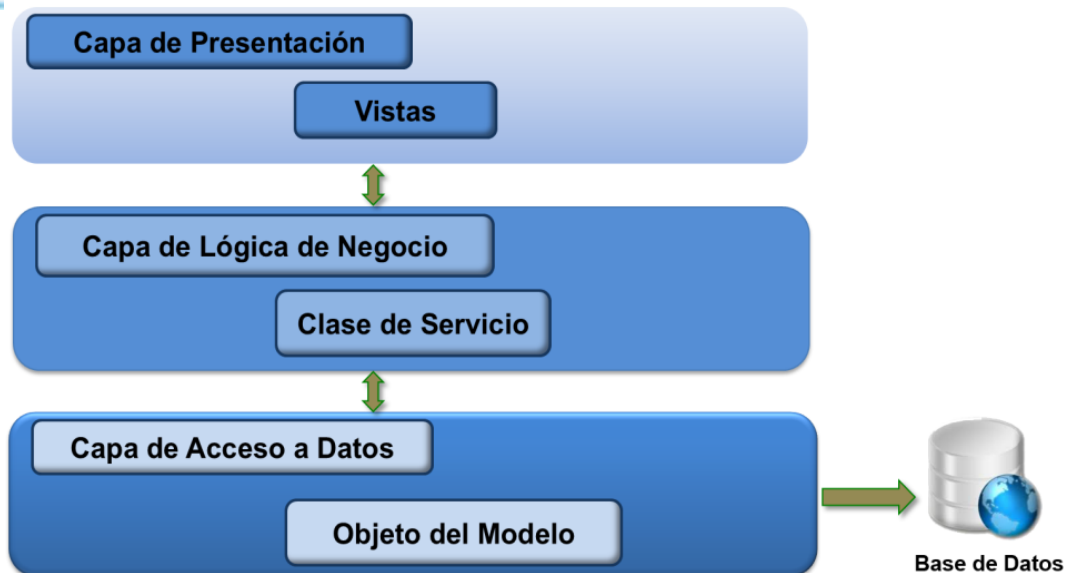 Capa de Presentación
Vistas
Capa de Lógica de Negocio
Clase de Servicio
Capa de Acceso a Datos
Objeto del Modelo
Base de Datos